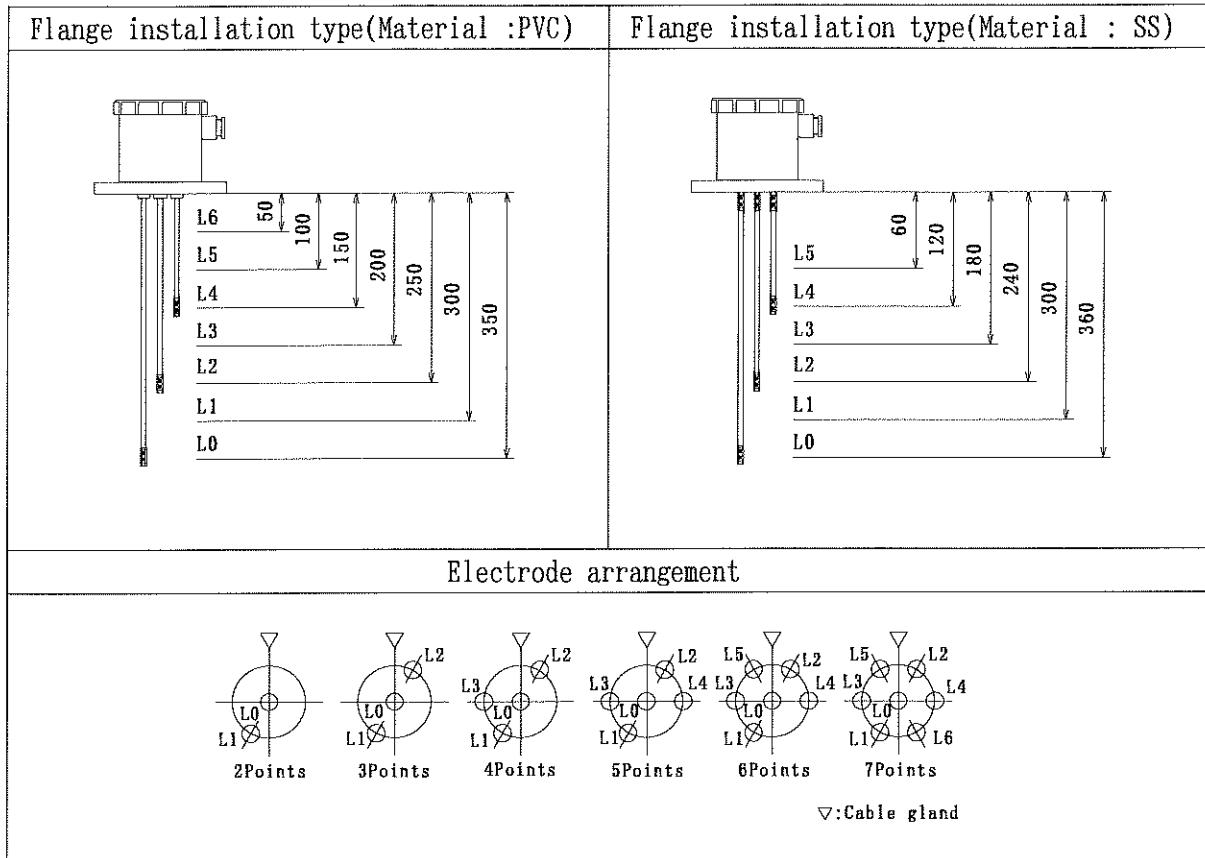 Flange installation type(Material :PVC)
Flange installation type(Material : SS)
L6
L5
L4
L3
L2
L1
L0
50
100
150
200
250
300
350
L5
L4
L3
L2
L1
L0
60
120
180
240
300
360
Electrode arrangement
L0
L1
2Points
L2
L0
L1
3Points
L2
L3
L0
L1
4Points
L2
L3
L4
L0
L1
5Points
L5
L2
L3
L4
L0
L1
6Points
L5
L2
L3
L4
L0
L1
L6
7Points
▽:Cable gland